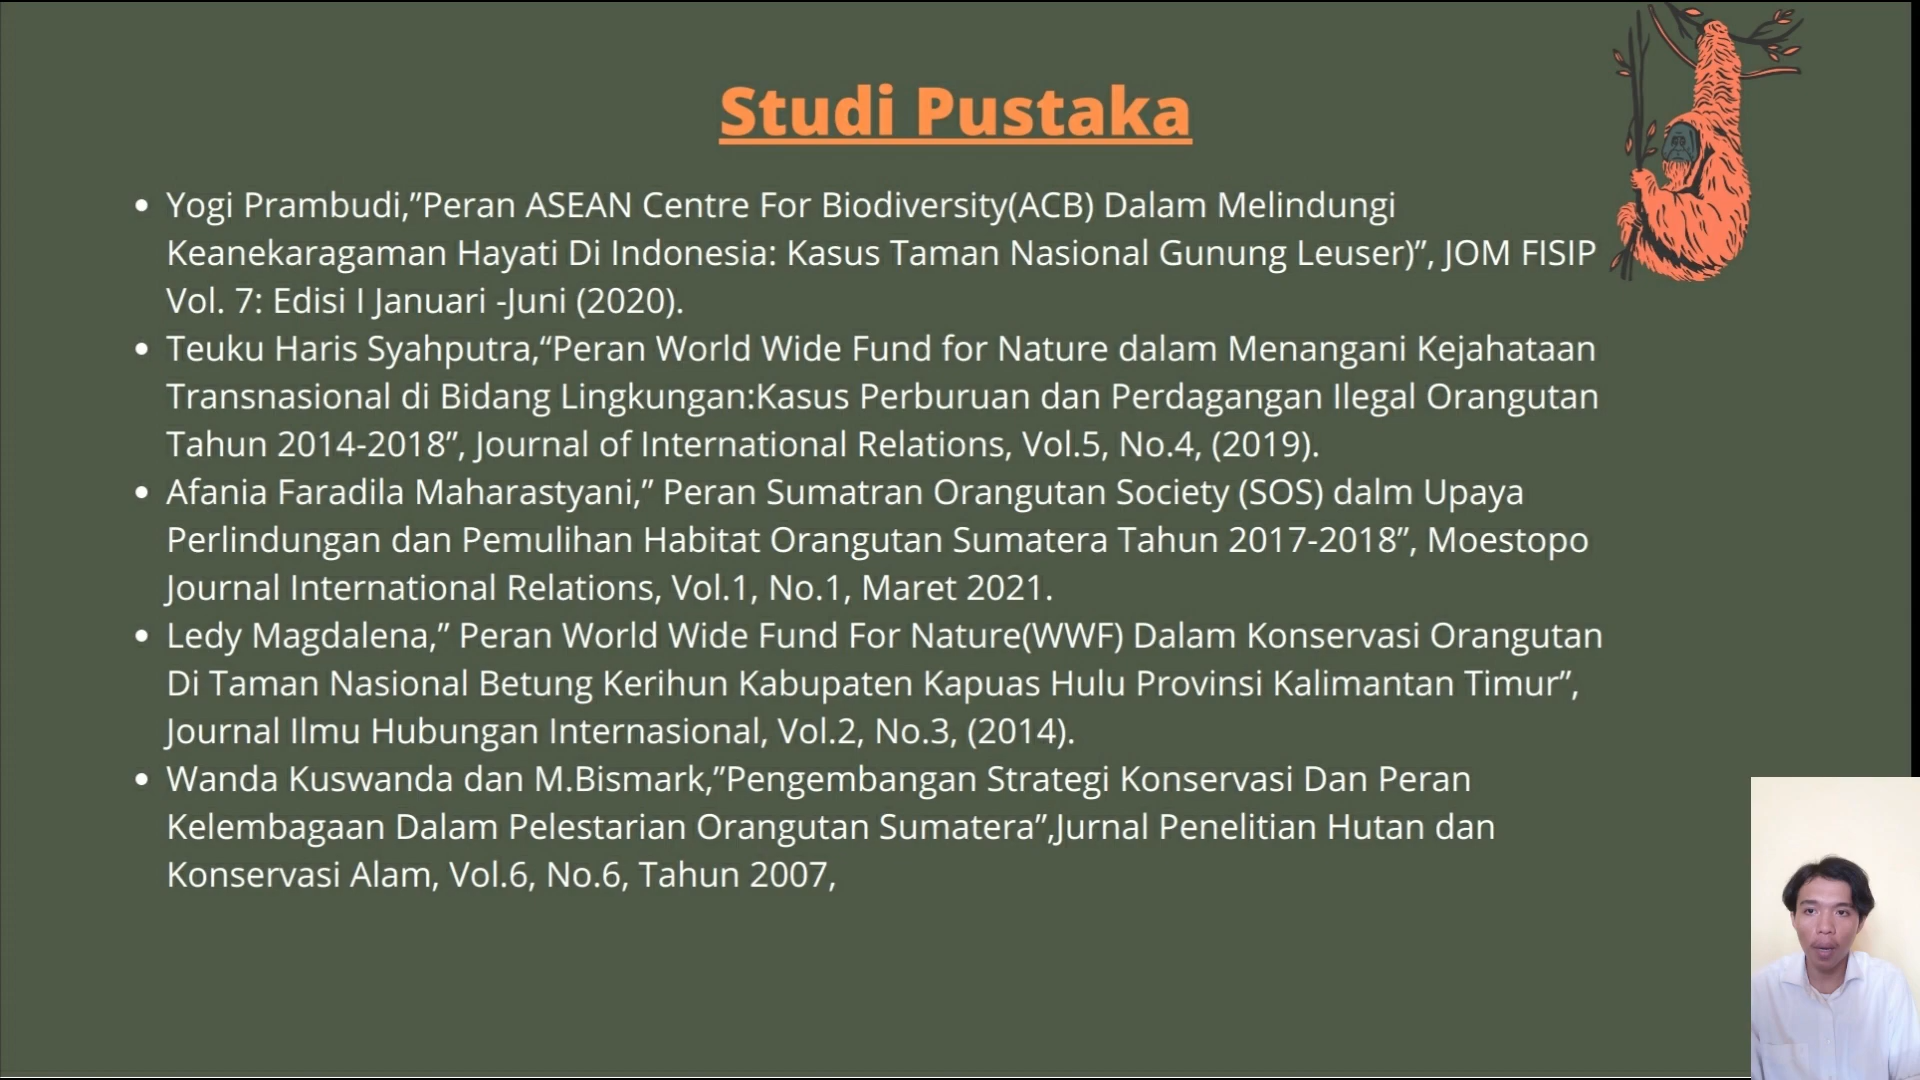 Studi Pustaka
• Yogi Prambudi,”Peran ASEAN Centre For Biodiversity(ACB) Dalam Melindungi
Keanekaragaman Hayati Di Indonesia: Kasus Taman Nasional Gunung Leuser)”, JOM FISIP
Vol. 7: Edisi I Januari -Juni (2020).
• Teuku Haris Syahputra,“Peran World Wide Fund for Nature dalam Menangani Kejahataan
Transnasional di Bidang Lingkungan:Kasus Perburuan dan Perdagangan Ilegal Orangutan
Tahun 2014-2018”, Journal of International Relations, Vol.5, No.4, (2019).
• Afania Faradila Maharastyani,” Peran Sumatran Orangutan Society (SOS) dalm Upaya
Perlindungan dan Pemulihan Habitat Orangutan Sumatera Tahun 2017-2018”, Moestopo
Journal International Relations, Vol.1, No.1, Maret 2021.
• Ledy Magdalena,” Peran World Wide Fund For Nature(WWF) Dalam Konservasi Orangutan
Di Taman Nasional Betung Kerihun Kabupaten Kapuas Hulu Provinsi Kalimantan Timur”,
Journal Ilmu Hubungan Internasional, Vol.2, No.3, (2014).
• Wanda Kuswanda dan M.Bismark,”Pengembangan Strategi Konservasi Dan Peran
Kelembagaan Dalam Pelestarian Orangutan Sumatera”,Jurnal Penelitian Hutan dan
Konservasi Alam, Vol.6, No.6, Tahun 2007,